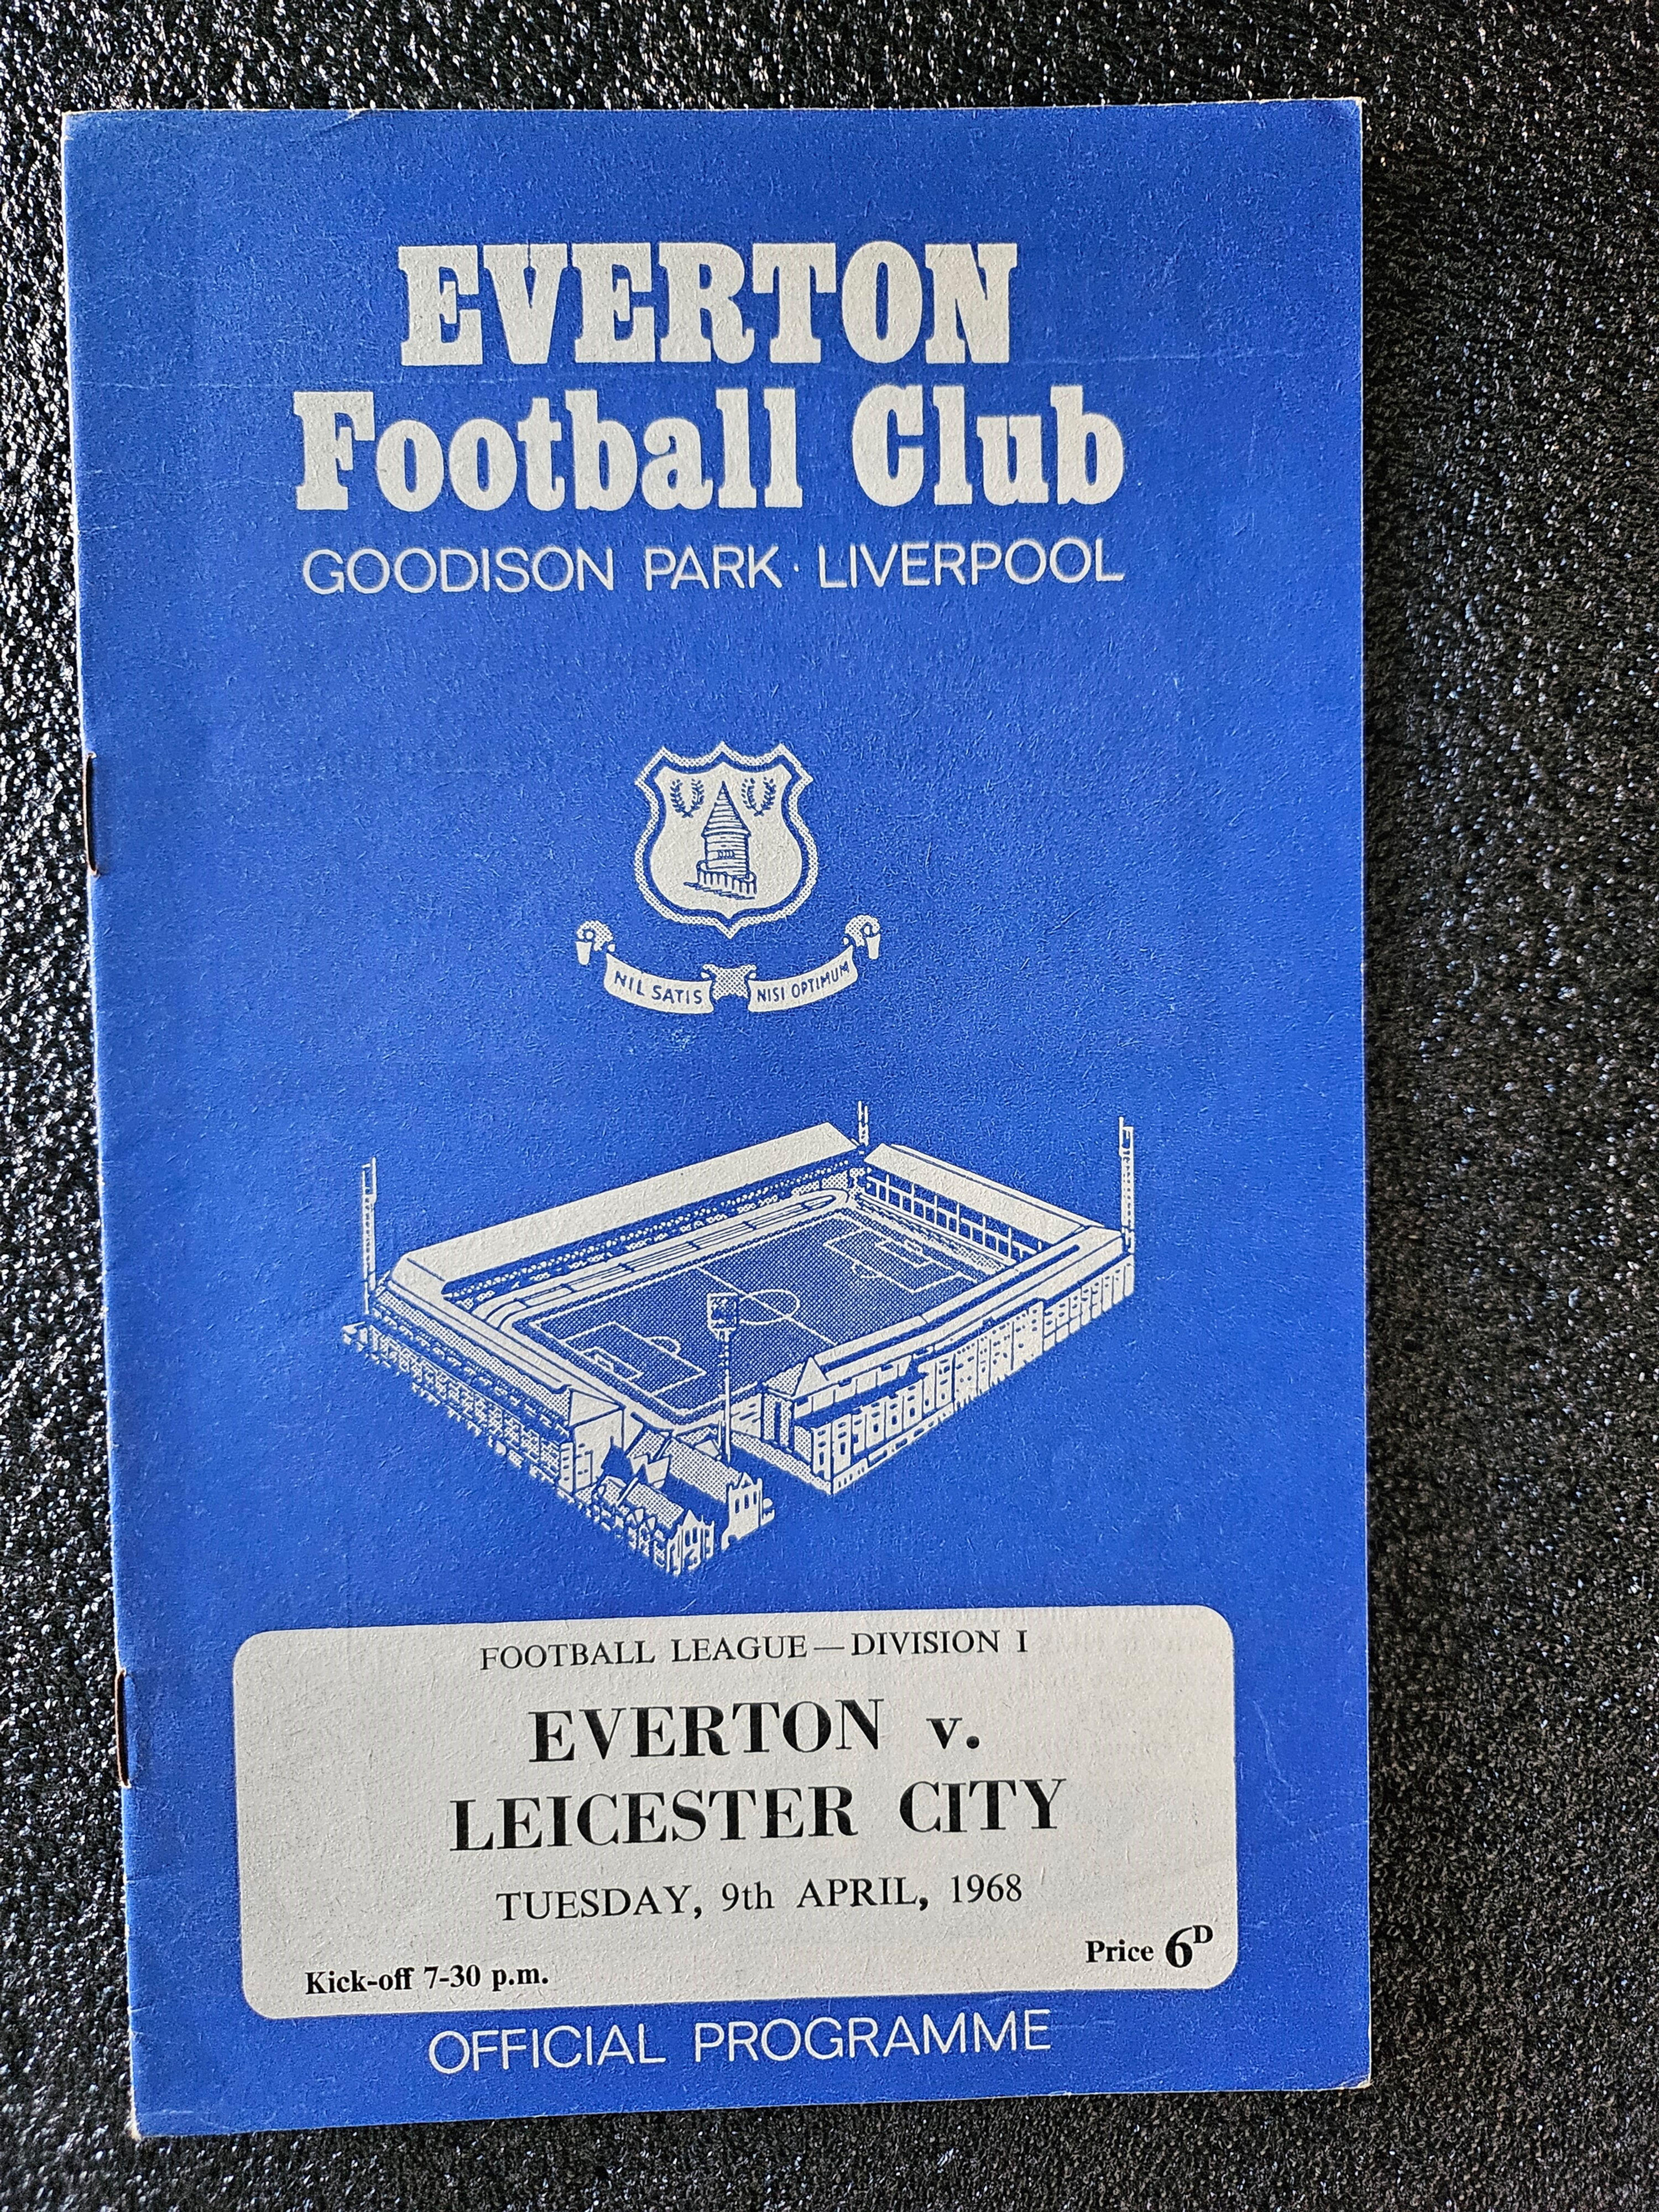 EVERTON
Football Club
GOODISON PARK · LIVERPOOL
NIL SATIS NISI OPTIMUM
FOOTBALL LEAGUE—DIVISION I
EVERTON v.
LEICESTER CITY
TUESDAY, 9th APRIL, 1968
Kick-off 7-30 p.m.
Price 6D
OFFICIAL PROGRAMME